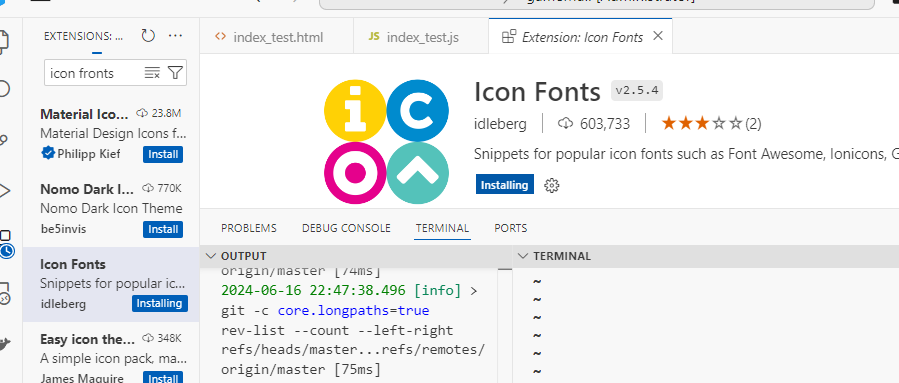 EXTENSIONS: ...
icon fronts
Material Ico... 23.8M
Material Design Icons f...
Philipp Kief Install
Nomo Dark I... 770K
Nomo Dark Icon Theme
be5invis Install
Icon Fonts
Snippets for popular ic...
idleberg Installing
Easy icon the... 348K
A simple icon pack, ma...
James Maguire Install
<> index_test.html JS index_test.js Extension: Icon Fonts
Icon Fonts v2.5.4
idleberg 603,733 (2)
Snippets for popular icon fonts such as Font Awesome, Ionicons, G
Installing
PROBLEMS DEBUG CONSOLE TERMINAL PORTS
OUTPUT
origin/master [74ms]
2024-06-16 22:47:38.496 [info] >
git -c core.longpaths=true
rev-list --count --left-right
refs/heads/master...refs/remotes/
origin/master [75ms]
TERMINAL
~
~
~
~
~
~